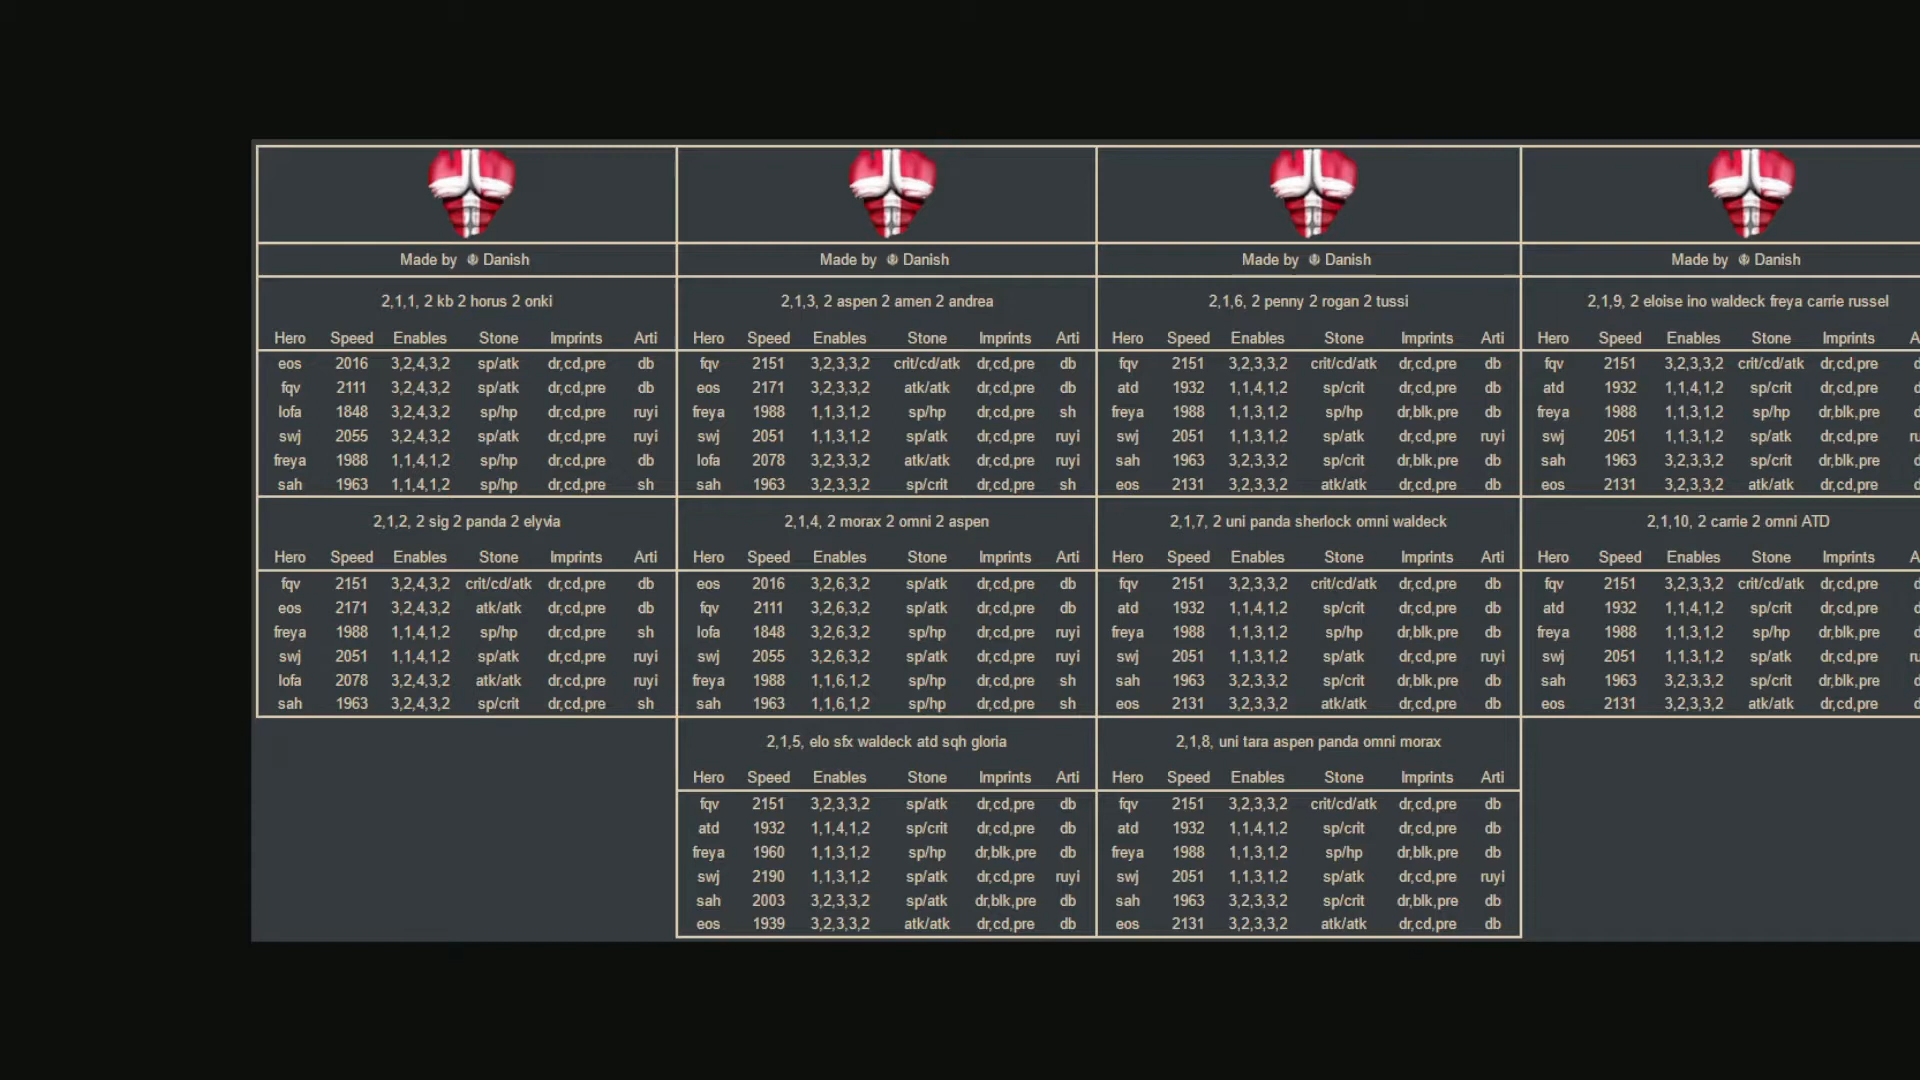 Made by Danish
2,1,1, 2 kb 2 horus 2 onki
Hero Speed Enables Stone Imprints Arti
eos 2016 3,2,4,3,2 sp/atk dr,cd,pre db
fqv 2111 3,2,4,3,2 sp/atk dr,cd,pre db
lofa 1848 3,2,4,3,2 sp/hp dr,cd,pre ruyi
swj 2055 3,2,4,3,2 sp/atk dr,cd,pre ruyi
freya 1988 1,1,4,1,2 sp/hp dr,cd,pre db
sah 1963 1,1,4,1,2 sp/hp dr,cd,pre sh
2,1,2, 2 sig 2 panda 2 elyvia
Hero Speed Enables Stone Imprints Arti
fqv 2151 3,2,4,3,2 crit/cd/atk dr,cd,pre db
eos 2171 3,2,4,3,2 atk/atk dr,cd,pre db
freya 1988 1,1,4,1,2 sp/hp dr,cd,pre sh
swj 2051 1,1,4,1,2 sp/atk dr,cd,pre ruyi
lofa 2078 3,2,4,3,2 atk/atk dr,cd,pre ruyi
sah 1963 3,2,4,3,2 sp/crit dr,cd,pre sh
Made by Danish
2,1,3, 2 aspen 2 amen 2 andrea
Hero Speed Enables Stone Imprints Arti
fqv 2151 3,2,3,3,2 crit/cd/atk dr,cd,pre db
eos 2171 3,2,3,3,2 atk/atk dr,cd,pre db
freya 1988 1,1,3,1,2 sp/hp dr,cd,pre sh
swj 2051 1,1,3,1,2 sp/atk dr,cd,pre ruyi
lofa 2078 3,2,3,3,2 atk/atk dr,cd,pre ruyi
sah 1963 3,2,3,3,2 sp/crit dr,cd,pre sh
2,1,4, 2 morax 2 omni 2 aspen
Hero Speed Enables Stone Imprints Arti
eos 2016 3,2,6,3,2 sp/atk dr,cd,pre db
fqv 2111 3,2,6,3,2 sp/atk dr,cd,pre db
lofa 1848 3,2,6,3,2 sp/hp dr,cd,pre ruyi
swj 2055 3,2,6,3,2 sp/atk dr,cd,pre ruyi
freya 1988 1,1,6,1,2 sp/hp dr,cd,pre sh
sah 1963 1,1,6,1,2 sp/hp dr,cd,pre sh
2,1,5, elo sfx waldeck atd sqh gloria
Hero Speed Enables Stone Imprints Arti
fqv 2151 3,2,3,3,2 sp/atk dr,cd,pre db
atd 1932 1,1,4,1,2 sp/crit dr,cd,pre db
freya 1960 1,1,3,1,2 sp/hp dr,blk,pre db
swj 2190 1,1,3,1,2 sp/atk dr,cd,pre ruyi
sah 2003 3,2,3,3,2 sp/atk dr,blk,pre db
eos 1939 3,2,3,3,2 atk/atk dr,cd,pre db
Made by Danish
2,1,6, 2 penny 2 rogan 2 tussi
Hero Speed Enables Stone Imprints Arti
fqv 2151 3,2,3,3,2 crit/cd/atk dr,cd,pre db
atd 1932 1,1,4,1,2 sp/crit dr,cd,pre db
freya 1988 1,1,3,1,2 sp/hp dr,blk,pre db
swj 2051 1,1,3,1,2 sp/atk dr,cd,pre ruyi
sah 1963 3,2,3,3,2 sp/crit dr,blk,pre db
eos 2131 3,2,3,3,2 atk/atk dr,cd,pre db
2,1,7, 2 uni panda sherlock omni waldeck
Hero Speed Enables Stone Imprints Arti
fqv 2151 3,2,3,3,2 crit/cd/atk dr,cd,pre db
atd 1932 1,1,4,1,2 sp/crit dr,cd,pre db
freya 1988 1,1,3,1,2 sp/hp dr,blk,pre db
swj 2051 1,1,3,1,2 sp/atk dr,cd,pre ruyi
sah 1963 3,2,3,3,2 sp/crit dr,blk,pre db
eos 2131 3,2,3,3,2 atk/atk dr,cd,pre db
2,1,8, uni tara aspen panda omni morax
Hero Speed Enables Stone Imprints Arti
fqv 2151 3,2,3,3,2 crit/cd/atk dr,cd,pre db
atd 1932 1,1,4,1,2 sp/crit dr,cd,pre db
freya 1988 1,1,3,1,2 sp/hp dr,blk,pre db
swj 2051 1,1,3,1,2 sp/atk dr,cd,pre ruyi
sah 1963 3,2,3,3,2 sp/crit dr,blk,pre db
eos 2131 3,2,3,3,2 atk/atk dr,cd,pre db
Made by Danish
2,1,9, 2 eloise ino waldeck freya carrie russel
Hero Speed Enables Stone Imprints
fqv 2151 3,2,3,3,2 crit/cd/atk dr,cd,pre
atd 1932 1,1,4,1,2 sp/crit dr,cd,pre
freya 1988 1,1,3,1,2 sp/hp dr,blk,pre
swj 2051 1,1,3,1,2 sp/atk dr,cd,pre
sah 1963 3,2,3,3,2 sp/crit dr,blk,pre
eos 2131 3,2,3,3,2 atk/atk dr,cd,pre
2,1,10, 2 carrie 2 omni ATD
Hero Speed Enables Stone Imprints
fqv 2151 3,2,3,3,2 crit/cd/atk dr,cd,pre
atd 1932 1,1,4,1,2 sp/crit dr,cd,pre
freya 1988 1,1,3,1,2 sp/hp dr,blk,pre
swj 2051 1,1,3,1,2 sp/atk dr,cd,pre
sah 1963 3,2,3,3,2 sp/crit dr,blk,pre
eos 2131 3,2,3,3,2 atk/atk dr,cd,pre